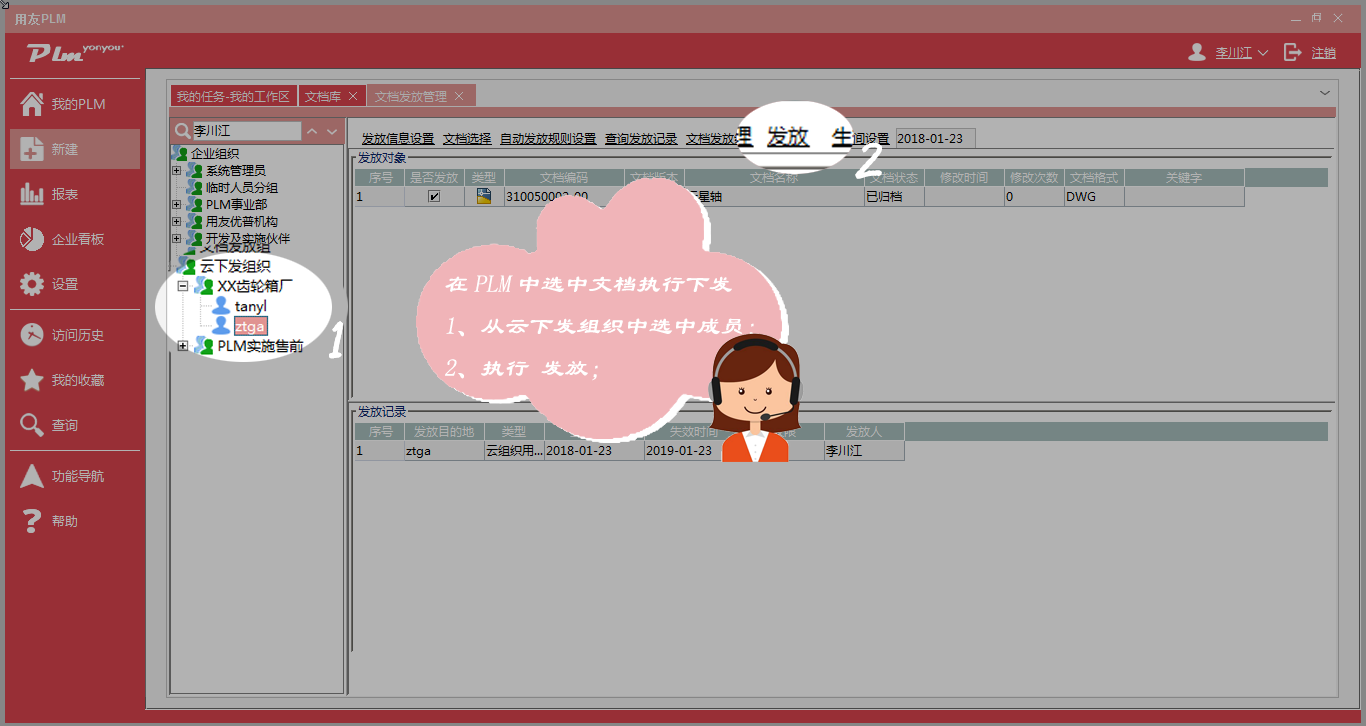 用友PLM
PLm yonyou
李川江 注销
我的PLM
新建
报表
企业看板
设置
访问历史
我的收藏
查询
功能导航
帮助
我的任务-我的工作区 文档库 文档发放管理
李川江
企业组织
系统管理员
临时人员分组
PLM事业部
用友优普机构
开发及实施伙伴
文档发放组
云下发组织
XX齿轮箱厂
tanyl
ztga
PLM实施售前
1
发放信息设置 文档选择 自动发放规则设置 查询发放记录 文档发放 理 发放 生 间设置 2018-01-23
2
发放对象
序号 是否发放 类型 文档编码 文档版本 文档名称 文档状态 修改时间 修改次数 文档格式 关键字
1 310050002-00 星轴 已归档 0 DWG
在PLM中选中文档执行下发
1、从云下发组织中选中成员;
2、执行 发放;
发放记录
序号 发放目的地 类型 失效时间 发放人
1 ztga 云组织用... 2018-01-23 2019-01-23 李川江